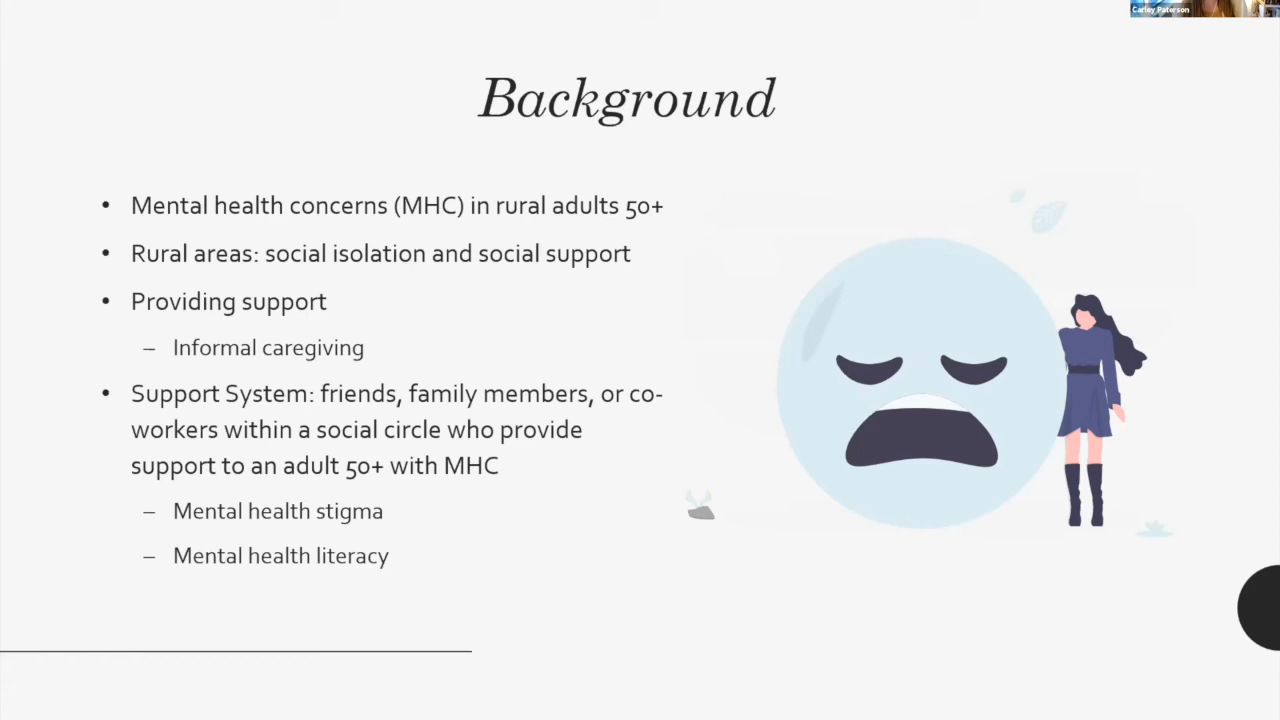 Carley Paterson
Background
• Mental health concerns (MHC) in rural adults 50+
• Rural areas: social isolation and social support
• Providing support
– Informal caregiving
• Support System: friends, family members, or co-
workers within a social circle who provide
support to an adult 50+ with MHC
– Mental health stigma
– Mental health literacy